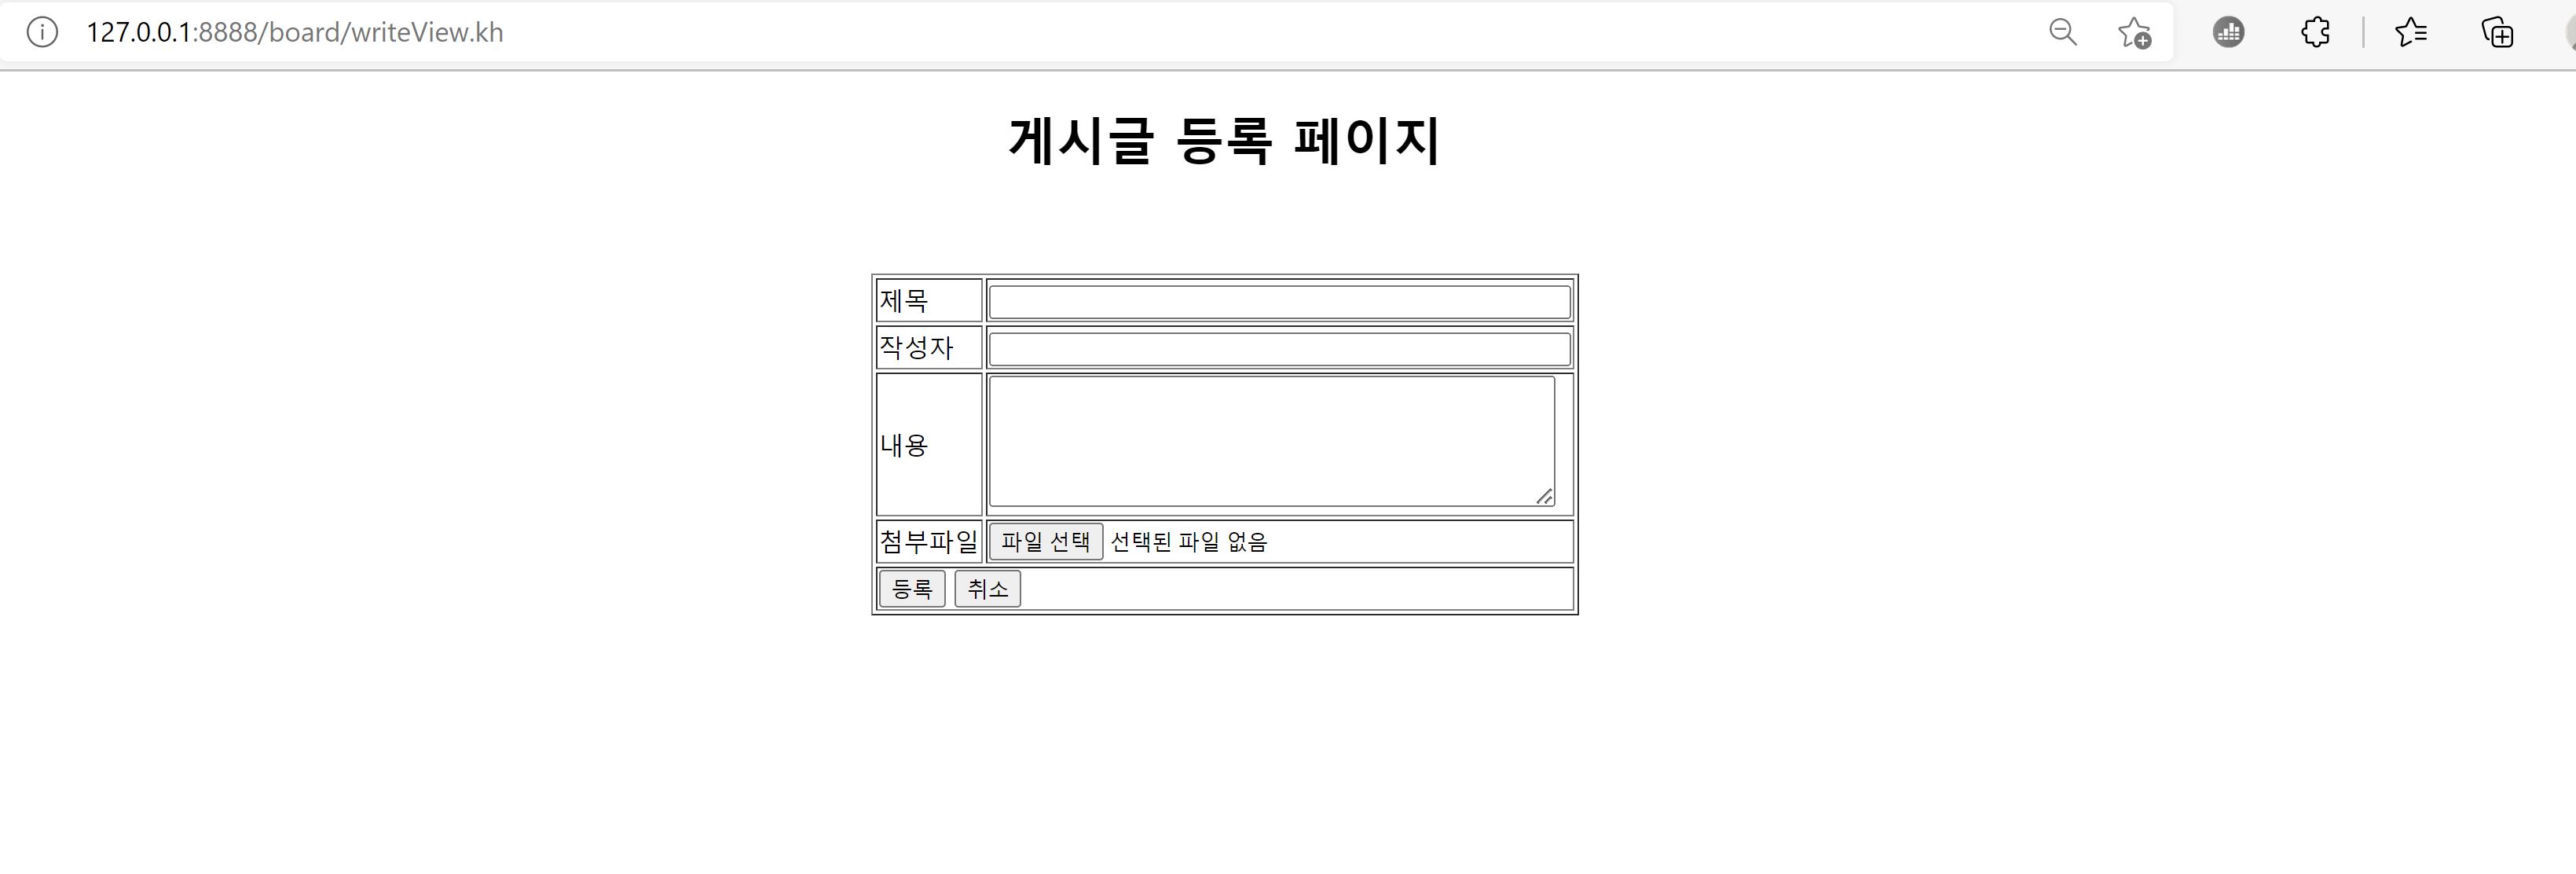 127.0.0.1:8888/board/writeView.kh
게시글 등록 페이지
제목
작성자
내용
첨부파일 파일 선택 선택된 파일 없음
등록 취소